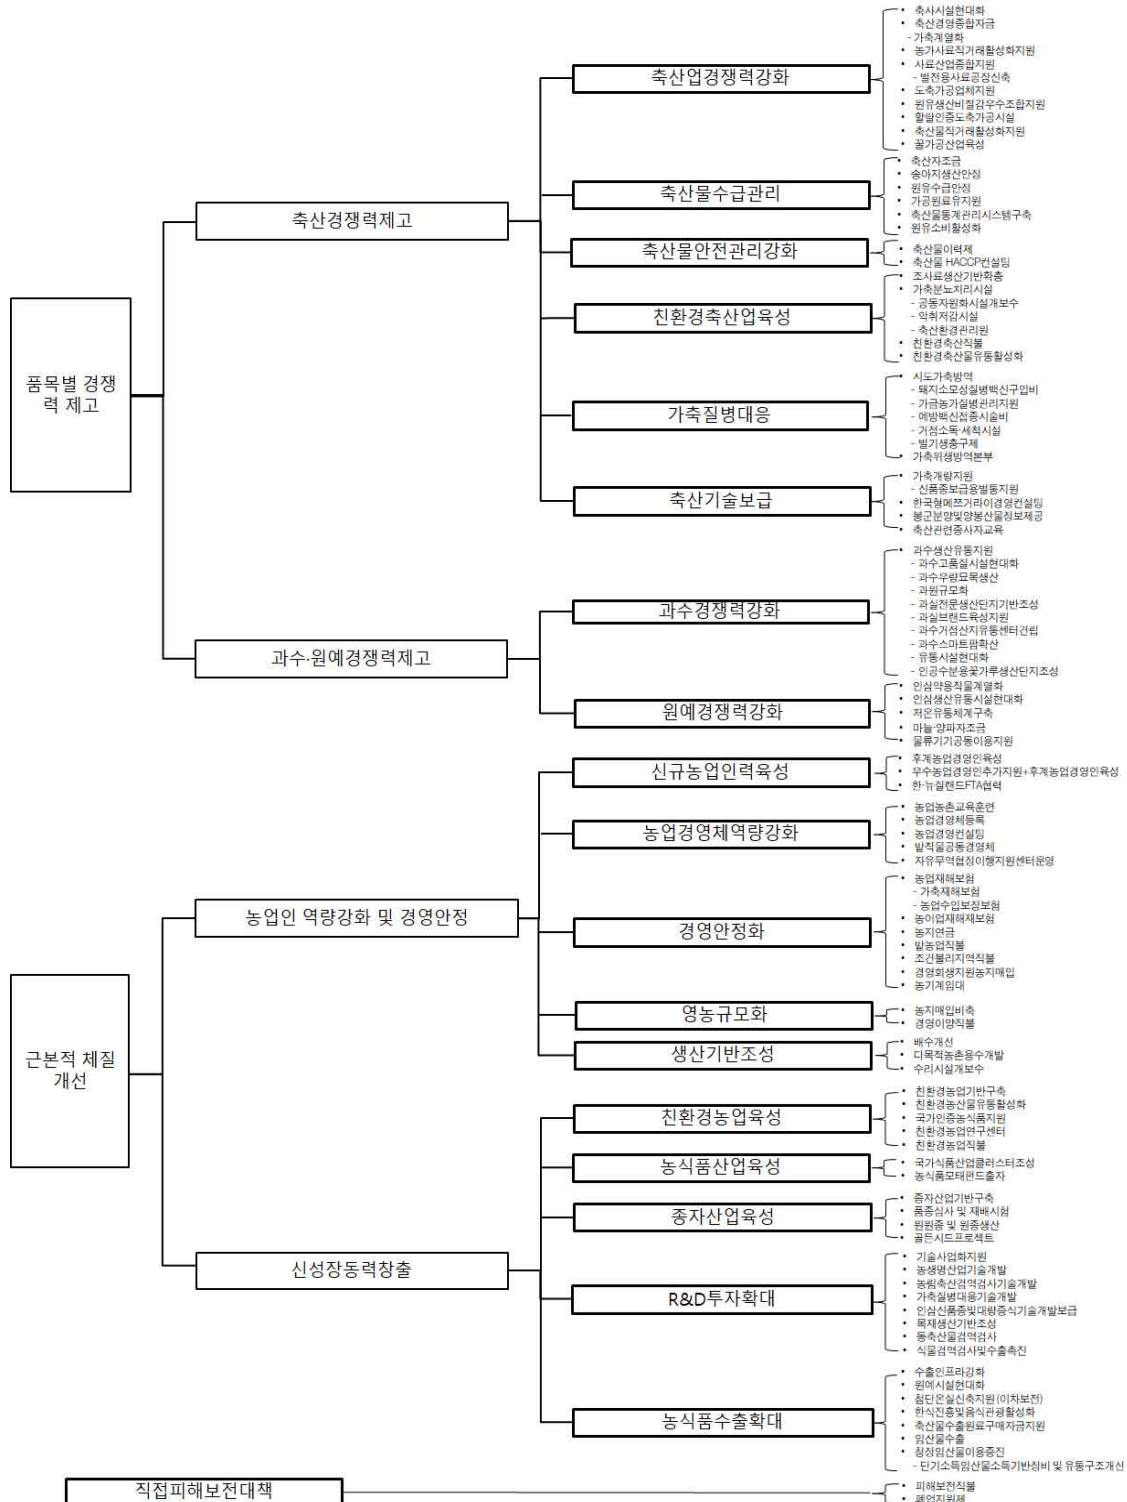 품목별 경쟁
력 제고
축산경쟁력제고
축산업경쟁력강화
• 축사시설현대화
• 축산경영종합자금
- 가축계열화
• 농가사료직거래활성화지원
• 사료산업종합지원
- 벌전용사료공장신축
• 도축가공업체지원
• 원유생산비절감우수조합지원
• 할랄인증도축가공시설
• 축산물직거래활성화지원
• 꿀가공산업육성
축산물수급관리
• 축산자조금
• 송아지생산안정
• 원유수급안정
• 가공원료유지원
• 축산물통계관리시스템구축
• 원유소비활성화
축산물안전관리강화
• 축산물이력제
• 축산물 HACCP컨설팅
친환경축산업육성
• 조사료생산기반확충
• 가축분뇨처리시설
- 공동자원화시설개보수
- 악취저감시설
- 축산환경관리원
• 친환경축산직불
• 친환경축산물유통활성화
가축질병대응
• 시도가축방역
- 돼지소모성질병백신구입비
- 가금농가질병관리지원
- 예방백신접종시술비
- 거점소독·세척시설
- 벌기생충구제
• 가축위생방역본부
축산기술보급
• 가축개량지원
- 신품종보급용벌통지원
• 한국형메쯔거라이경영컨설팅
• 봉군분양및양봉산물정보제공
• 축산관련종사자교육
과수·원예경쟁력제고
과수경쟁력강화
• 과수생산유통지원
- 과수고품질시설현대화
- 과수우량묘목생산
- 과원규모화
- 과실전문생산단지기반조성
- 과실브랜드육성지원
- 과수거점산지유통센터건립
- 과수스마트팜확산
- 유통시설현대화
- 인공수분용꽃가루생산단지조성
원예경쟁력강화
• 인삼약용작물계열화
• 인삼생산유통시설현대화
• 저온유통체계구축
• 마늘·양파자조금
• 물류기기공동이용지원
근본적 체질
개선
농업인 역량강화 및 경영안정
신규농업인력육성
• 후계농업경영인육성
• 우수농업경영인추가지원+후계농업경영인육성
• 한·뉴질랜드FTA협력
농업경영체역량강화
• 농업농촌교육훈련
• 농업경영체등록
• 농업경영컨설팅
• 밭작물공동경영체
• 자유무역협정이행지원센터운영
경영안정화
• 농업재해보험
- 가축재해보험
- 농업수입보장보험
• 농어업재해재보험
• 농지연금
• 밭농업직불
• 조건불리지역직불
• 경영회생지원농지매입
• 농기계임대
영농규모화
• 농지매입비축
• 경영이양직불
생산기반조성
• 배수개선
• 다목적농촌용수개발
• 수리시설개보수
신성장동력창출
친환경농업육성
• 친환경농업기반구축
• 친환경농산물유통활성화
• 국가인증농식품지원
• 친환경농업연구센터
• 친환경농업직불
농식품산업육성
• 국가식품산업클러스터조성
• 농식품모태펀드출자
종자산업육성
• 종자산업기반구축
• 품종심사 및 재배시험
• 원원종 및 원종생산
• 골든시드프로젝트
R&D투자확대
• 기술사업화지원
• 농생명산업기술개발
• 농림축산검역검사기술개발
• 가축질병대응기술개발
• 인삼신품종및대량증식기술개발보급
• 목재생산기반조성
• 동축산물검역검사
• 식물검역검사및수출촉진
농식품수출확대
• 수출인프라강화
• 원예시설현대화
• 첨단온실신축지원 (이차보전)
• 한식진흥및음식관광활성화
• 축산물수출원료구매자금지원
• 임산물수출
• 청정임산물이용증진
- 단기소득임산물소득기반정비 및 유통구조개선
직접피해보전대책
• 피해보전직불
• 폐업지원제